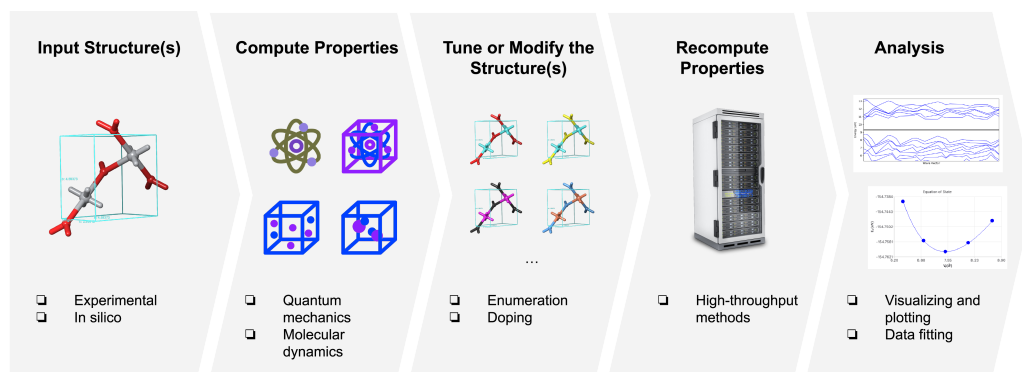 Input Structure(s)
Experimental
In silico
Compute Properties
Quantum
mechanics
Molecular
dynamics
Tune or Modify the
Structure(s)
...
Enumeration
Doping
Recompute
Properties
High-throughput
methods
Analysis
Equation of State
Visualizing and
plotting
Data fitting